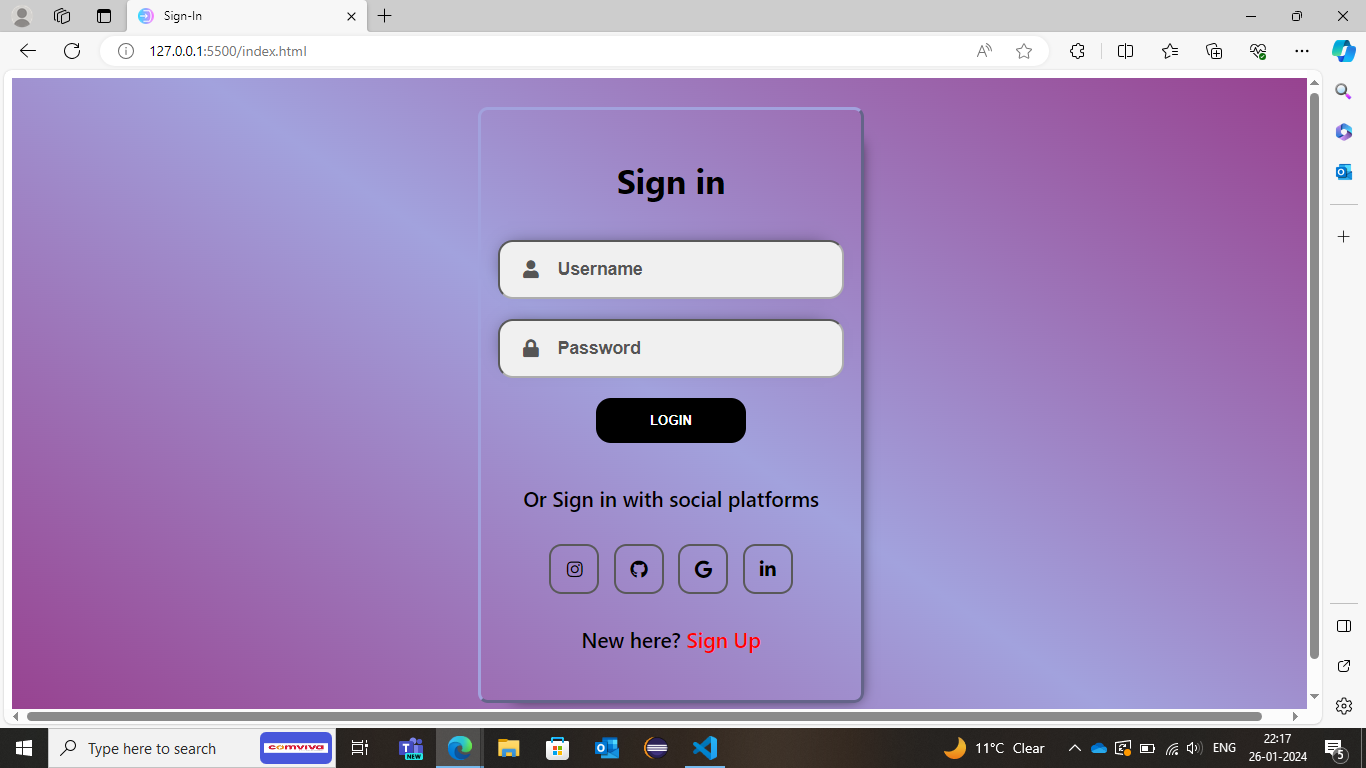 Sign-In
127.0.0.1:5500/index.html
Sign in
Username
Password
LOGIN
Or Sign in with social platforms
New here? Sign Up
Type here to search
comviva
NEW
11°C Clear
ENG
22:17
26-01-2024
5